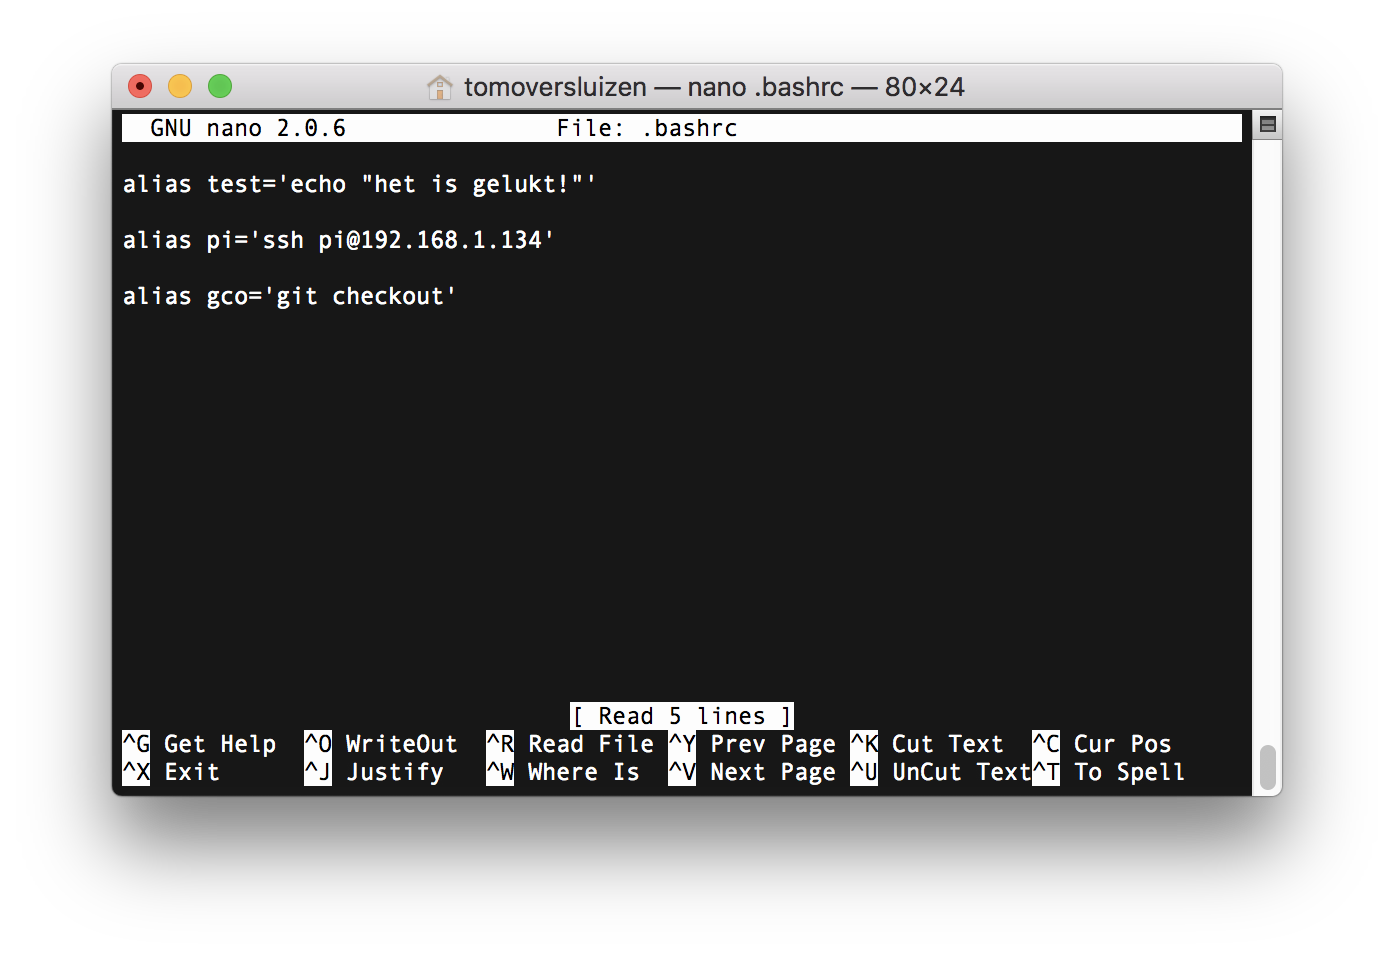 tomoversluizen — nano .bashrc — 80×24
GNU nano 2.0.6 File: .bashrc
alias test='echo "het is gelukt!"'
alias pi='ssh pi@192.168.1.134'
alias gco='git checkout'
[ Read 5 lines ]
^G Get Help ^O WriteOut ^R Read File ^Y Prev Page ^K Cut Text ^C Cur Pos
^X Exit ^J Justify ^W Where Is ^V Next Page ^U UnCut Text^T To Spell